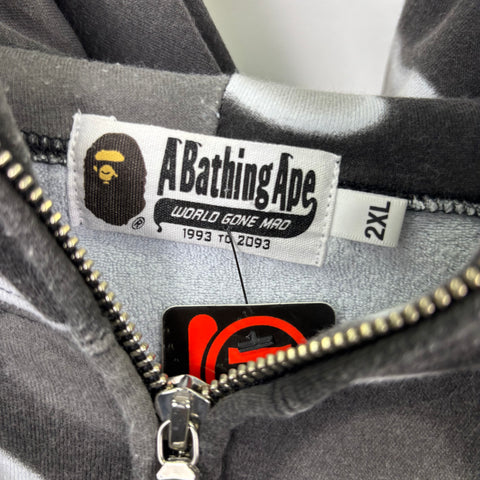 A Bathing Ape
®
WORLD GONE MAD
1993 TO 2093
2XL